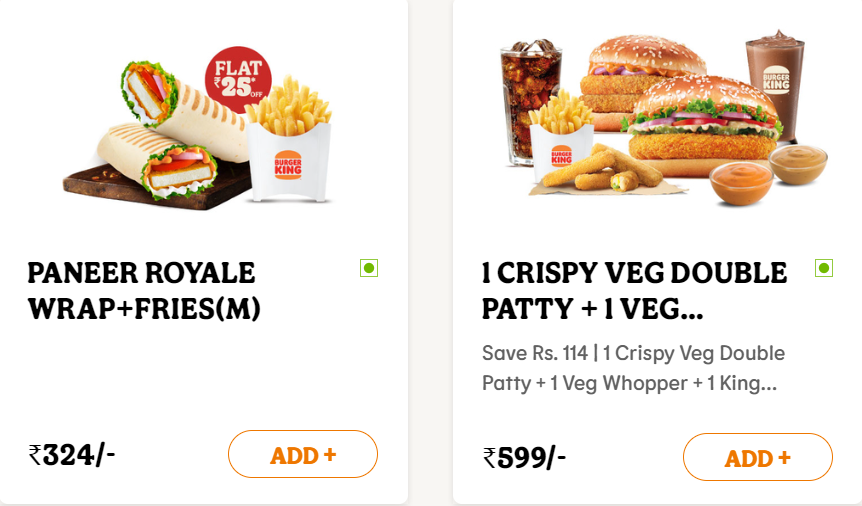 FLAT
₹25*
OFF
BURGER
KING
PANEER ROYALE
WRAP+FRIES(M)
₹324/-
ADD +
BURGER
KING
BURGER
KING
1 CRISPY VEG DOUBLE
PATTY + 1 VEG...
Save Rs. 114 | 1 Crispy Veg Double
Patty + 1 Veg Whopper + 1 King...
₹599/-
ADD +